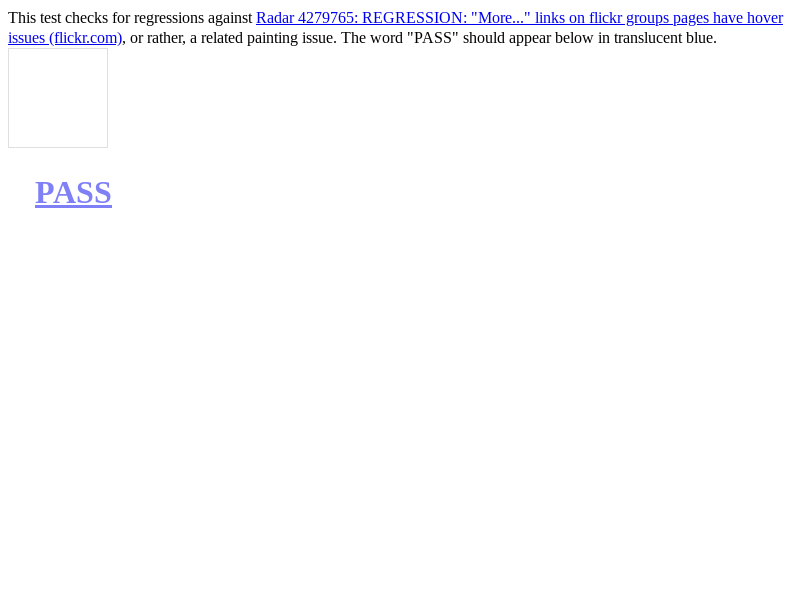 This test checks for regressions against Radar 4279765: REGRESSION: "More..." links on flickr groups pages have hover
issues (flickr.com), or rather, a related painting issue. The word "PASS" should appear below in translucent blue.
PASS